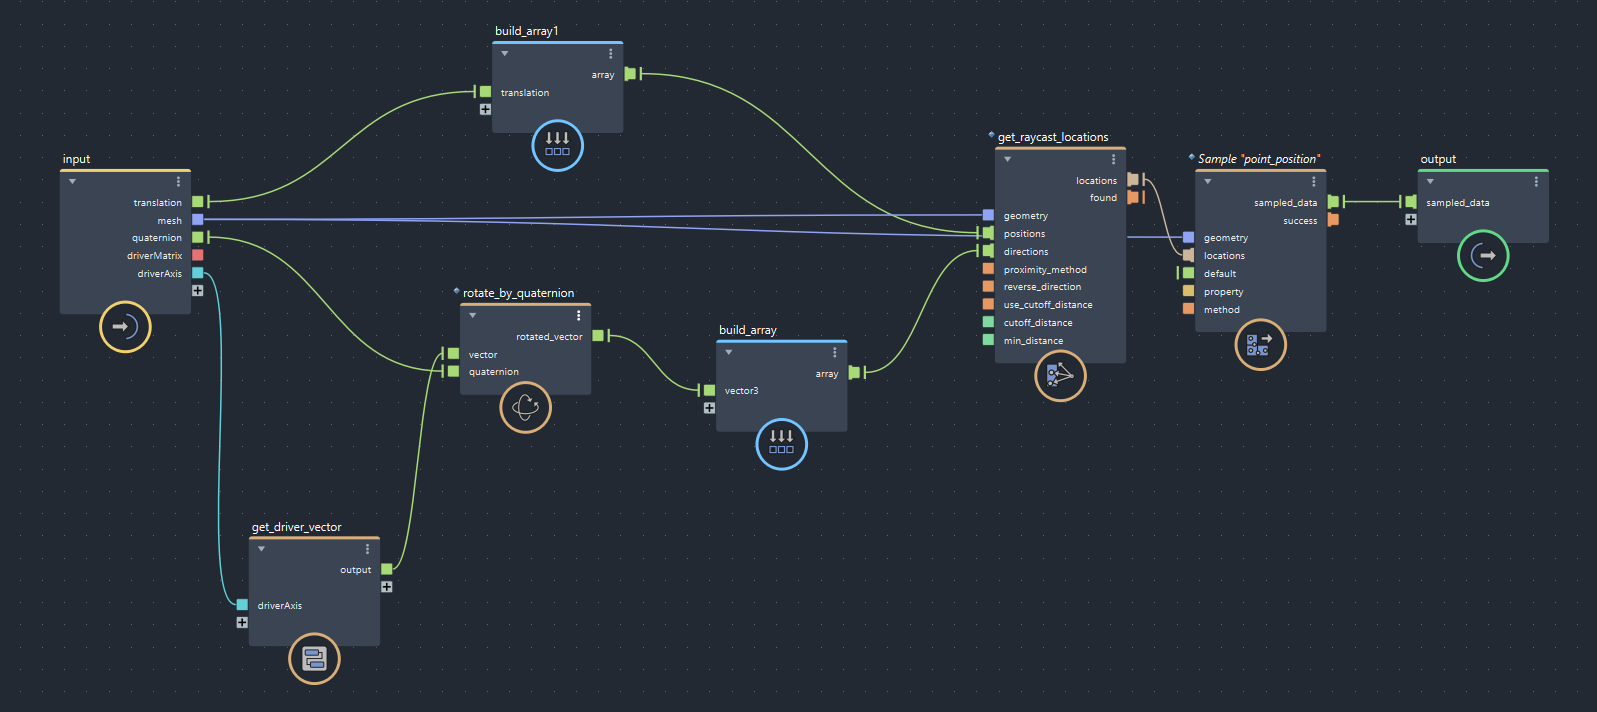 build_array1
array
translation
input
translation
mesh
quaternion
driverMatrix
driverAxis
get_driver_vector
output
driverAxis
rotate_by_quaternion
rotated_vector
vector
quaternion
build_array
array
vector3
get_raycast_locations
locations
found
geometry
positions
directions
proximity_method
reverse_direction
use_cutoff_distance
cutoff_distance
min_distance
Sample "point_position"
sampled_data
success
geometry
locations
default
property
method
output
sampled_data